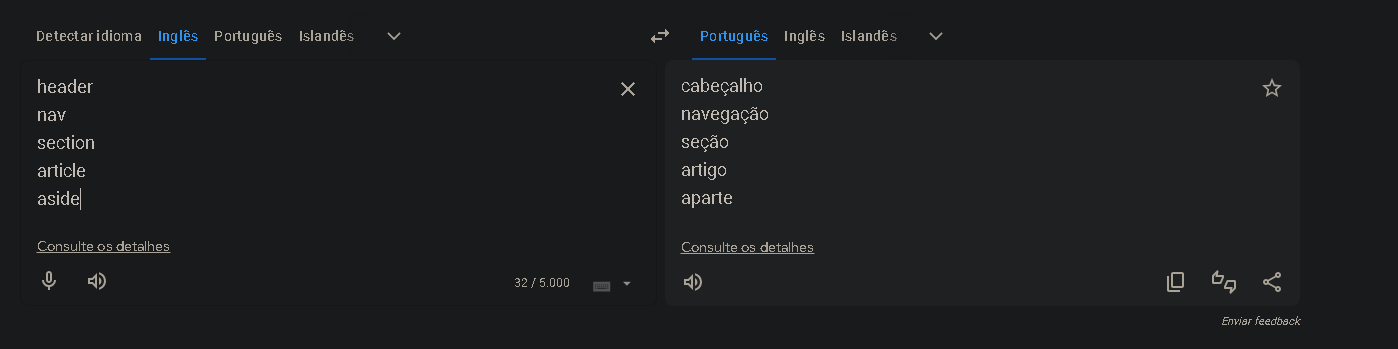 Detectar idioma Inglês Português Islandês
Português Inglês Islandês
header
nav
section
article
aside
Consulte os detalhes
32 / 5.000
cabeçalho
navegação
seção
artigo
aparte
Consulte os detalhes
Enviar feedback